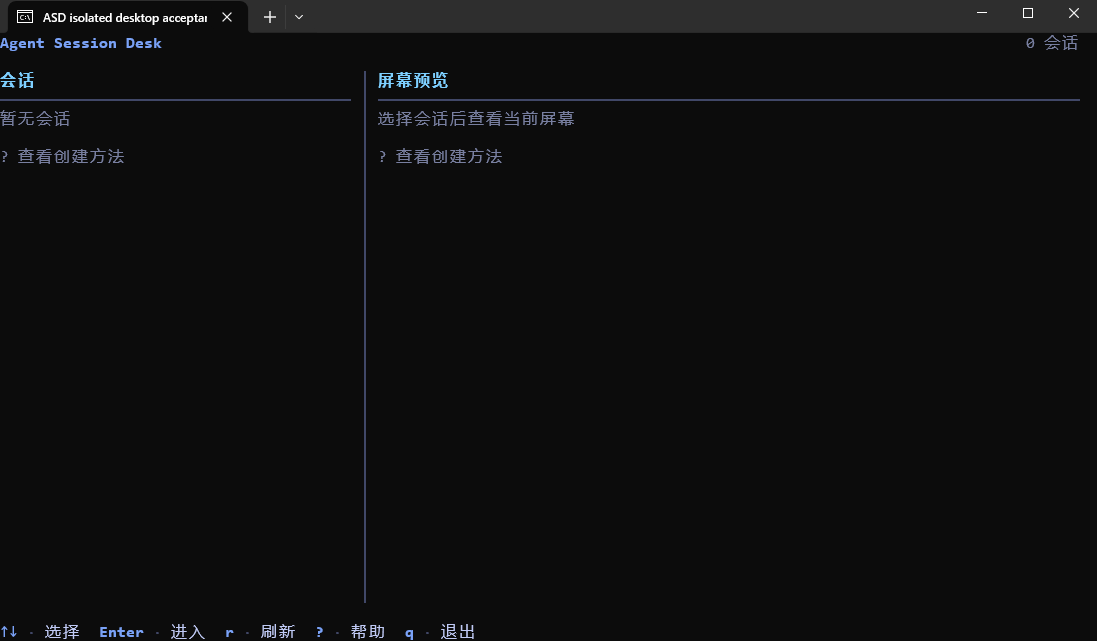 ASD isolated desktop acceptar
Agent Session Desk
0 会话
会话
屏幕预览
暂无会话
选择会话后查看当前屏幕
? 查看创建方法
? 查看创建方法
↑↓ · 选择 Enter · 进入 r · 刷新 ? · 帮助 q · 退出